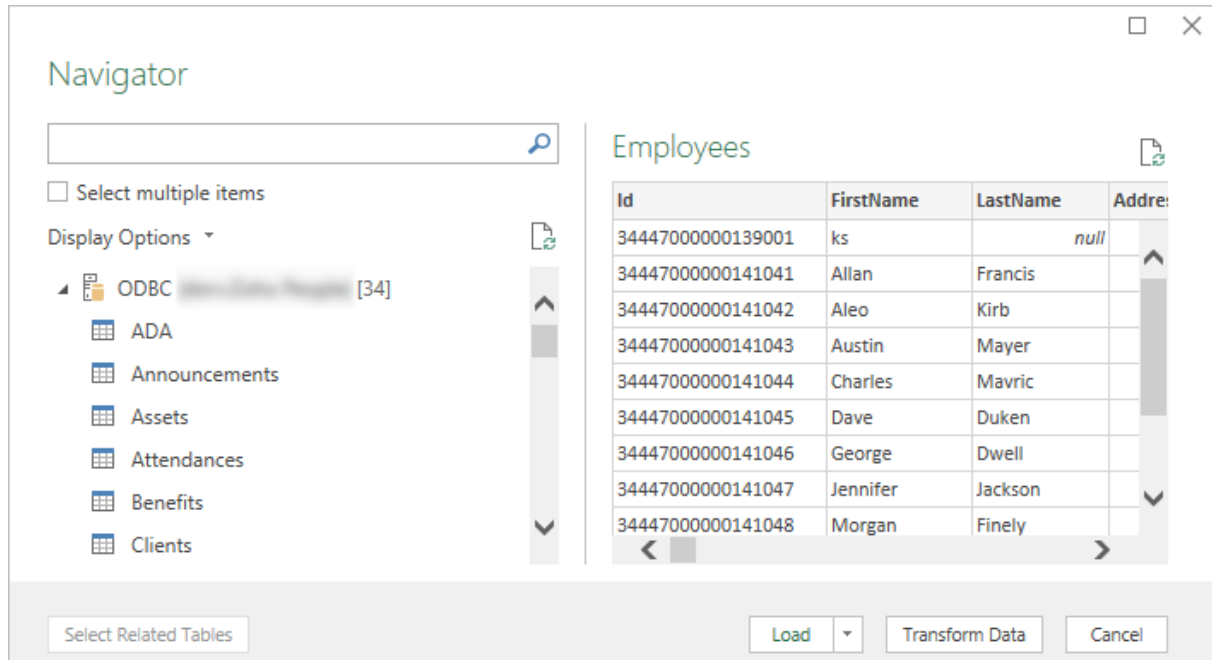 Navigator
Select multiple items
Display Options
ODBC [34]
ADA
Announcements
Assets
Attendances
Benefits
Clients
Employees
Id FirstName LastName Addre
34447000000139001 ks null
34447000000141041 Allan Francis
34447000000141042 Aleo Kirb
34447000000141043 Austin Mayer
34447000000141044 Charles Mavric
34447000000141045 Dave Duken
34447000000141046 George Dwell
34447000000141047 Jennifer Jackson
34447000000141048 Morgan Finely
Select Related Tables Load Transform Data Cancel